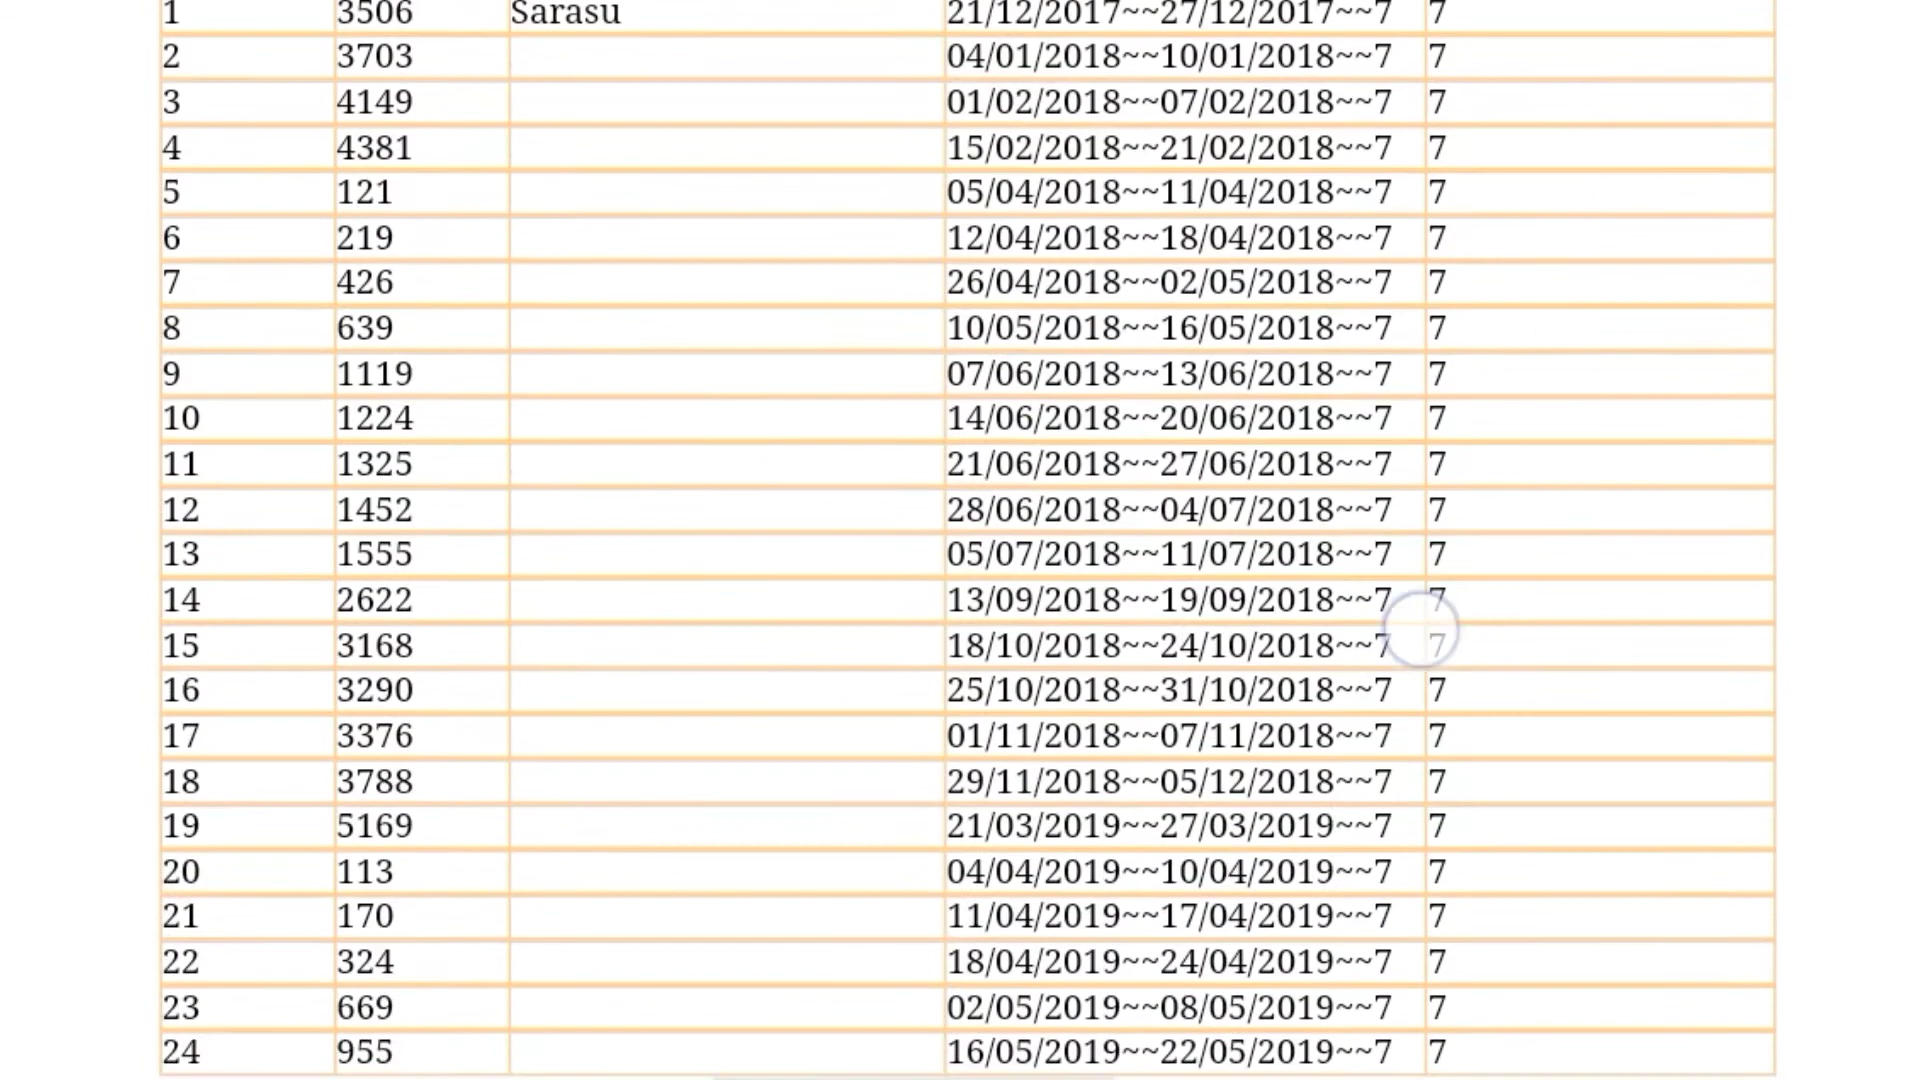 1 3506 Sarasu 21/12/2017~~27/12/2017~~7 7
2 3703 04/01/2018~~10/01/2018~~7 7
3 4149 01/02/2018~~07/02/2018~~7 7
4 4381 15/02/2018~~21/02/2018~~7 7
5 121 05/04/2018~~11/04/2018~~7 7
6 219 12/04/2018~~18/04/2018~~7 7
7 426 26/04/2018~~02/05/2018~~7 7
8 639 10/05/2018~~16/05/2018~~7 7
9 1119 07/06/2018~~13/06/2018~~7 7
10 1224 14/06/2018~~20/06/2018~~7 7
11 1325 21/06/2018~~27/06/2018~~7 7
12 1452 28/06/2018~~04/07/2018~~7 7
13 1555 05/07/2018~~11/07/2018~~7 7
14 2622 13/09/2018~~19/09/2018~~7 7
15 3168 18/10/2018~~24/10/2018~~7 7
16 3290 25/10/2018~~31/10/2018~~7 7
17 3376 01/11/2018~~07/11/2018~~7 7
18 3788 29/11/2018~~05/12/2018~~7 7
19 5169 21/03/2019~~27/03/2019~~7 7
20 113 04/04/2019~~10/04/2019~~7 7
21 170 11/04/2019~~17/04/2019~~7 7
22 324 18/04/2019~~24/04/2019~~7 7
23 669 02/05/2019~~08/05/2019~~7 7
24 955 16/05/2019~~22/05/2019~~7 7